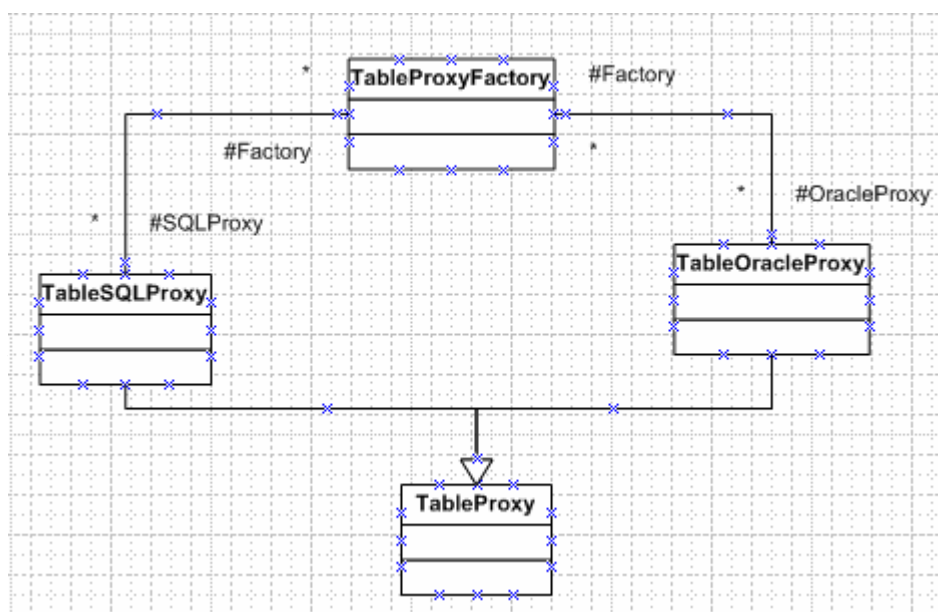 *
TableProxyFactory
#Factory
#Factory
*
*
#OracleProxy
*
#SQLProxy
TableOracleProxy
TableSQLProxy
TableProxy